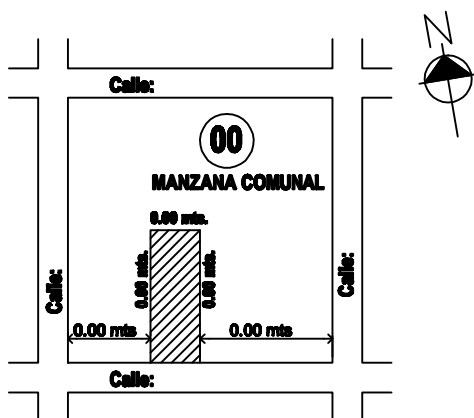 N
Calle:
00
MANZANA COMUNAL
0.00 mts.
0.00 mts.
0.00 mts.
Calle:
Calle:
0.00 mts
0.00 mts
Calle: